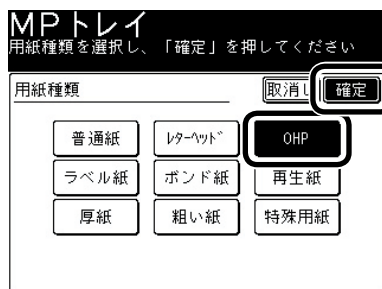 MPトレイ
用紙種類を選択し、「確定」を押してください
用紙種類 取消し 確定
普通紙 ﾚﾀｰﾍｯﾄﾞ OHP
ラベル紙 ボンド紙 再生紙
厚紙 粗い紙 特殊用紙